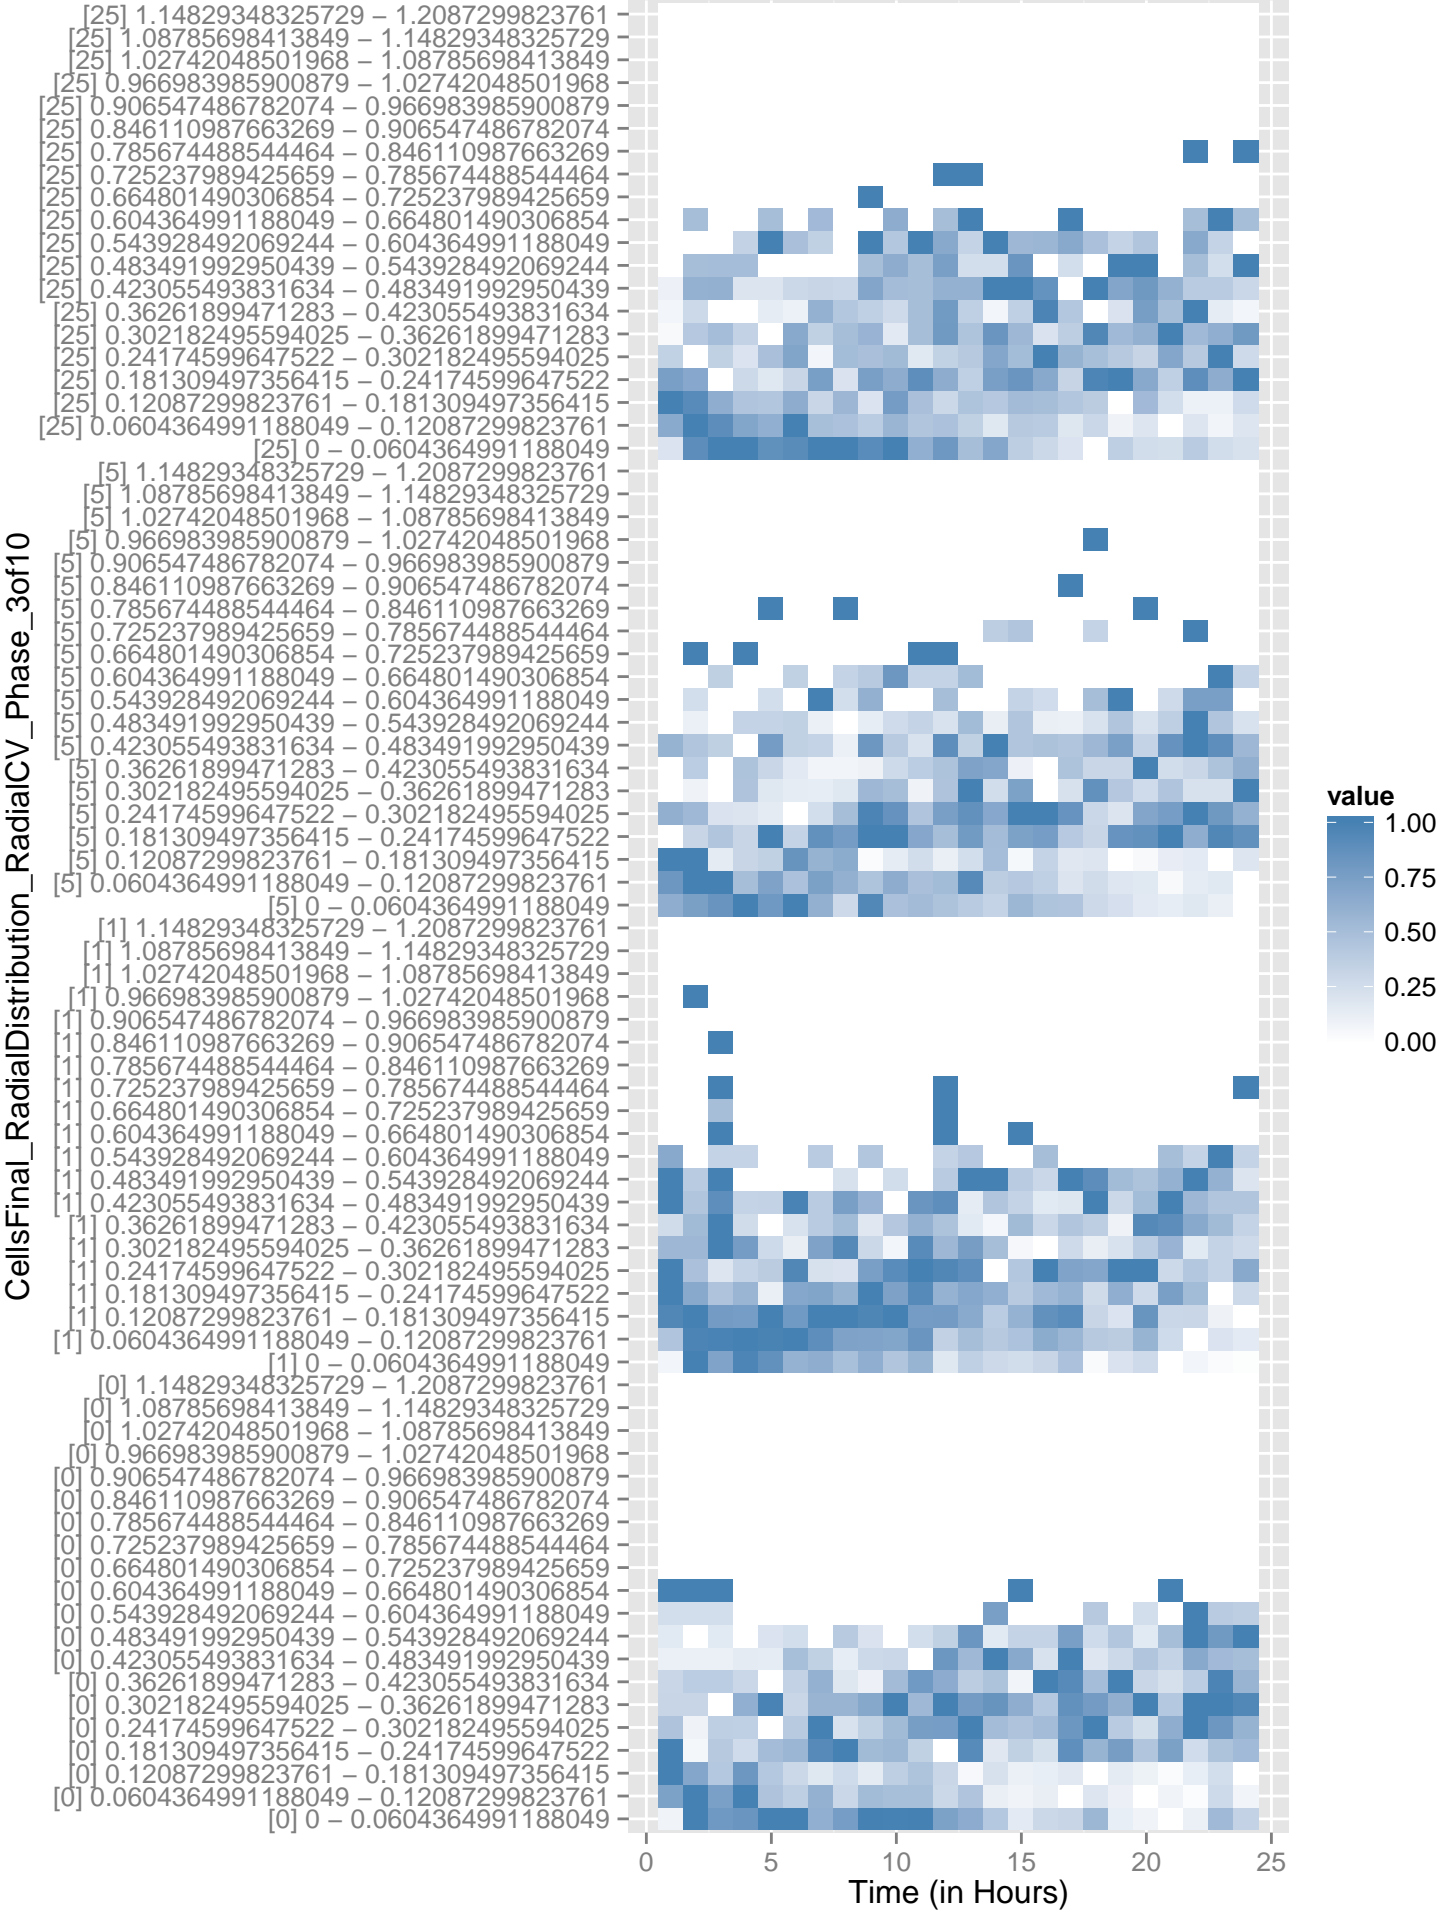 [25] 1.14829348325729 – 1.2087299823761
[25] 1.08785698413849 – 1.14829348325729
[25] 1.02742048501968 – 1.08785698413849
[25] 0.966983985900879 – 1.02742048501968
[25] 0.906547486782074 – 0.966983985900879
[25] 0.846110987663269 – 0.906547486782074
[25] 0.785674488544464 – 0.846110987663269
[25] 0.725237989425659 – 0.785674488544464
[25] 0.664801490306854 – 0.725237989425659
[25] 0.604364991188049 – 0.664801490306854
[25] 0.543928492069244 – 0.604364991188049
[25] 0.483491992950439 – 0.543928492069244
[25] 0.423055493831634 – 0.483491992950439
[25] 0.362618994712830 – 0.423055493831634
[25] 0.302182495594025 – 0.36261899471283
[25] 0.24174599647522 – 0.302182495594025
[25] 0.181309497356415 – 0.24174599647522
[25] 0.12087299823761 – 0.181309497356415
[25] 0.0604364991188049 – 0.12087299823761
[25] 0 – 0.0604364991188049
[5] 1.14829348325729 – 1.2087299823761
[5] 1.08785698413849 – 1.14829348325729
[5] 1.02742048501968 – 1.08785698413849
[5] 0.966983985900879 – 1.02742048501968
[5] 0.906547486782074 – 0.966983985900879
[5] 0.846110987663269 – 0.906547486782074
[5] 0.785674488544464 – 0.846110987663269
[5] 0.725237989425659 – 0.785674488544464
[5] 0.664801490306854 – 0.725237989425659
[5] 0.604364991188049 – 0.664801490306854
[5] 0.543928492069244 – 0.604364991188049
[5] 0.483491992950439 – 0.543928492069244
[5] 0.423055493831634 – 0.483491992950439
[5] 0.36261899471283 – 0.423055493831634
[5] 0.302182495594025 – 0.36261899471283
[5] 0.24174599647522 – 0.302182495594025
[5] 0.181309497356415 – 0.24174599647522
[5] 0.12087299823761 – 0.181309497356415
[5] 0.0604364991188049 – 0.12087299823761
[5] 0 – 0.0604364991188049
[1] 1.14829348325729 – 1.2087299823761
[1] 1.08785698413849 – 1.14829348325729
[1] 1.02742048501968 – 1.08785698413849
[1] 0.966983985900879 – 1.02742048501968
[1] 0.906547486782074 – 0.966983985900879
[1] 0.846110987663269 – 0.906547486782074
[1] 0.785674488544464 – 0.846110987663269
[1] 0.725237989425659 – 0.785674488544464
[1] 0.664801490306854 – 0.725237989425659
[1] 0.604364991188049 – 0.664801490306854
[1] 0.543928492069244 – 0.604364991188049
[1] 0.483491992950439 – 0.543928492069244
[1] 0.423055493831634 – 0.483491992950439
[1] 0.36261899471283 – 0.423055493831634
[1] 0.302182495594025 – 0.36261899471283
[1] 0.24174599647522 – 0.302182495594025
[1] 0.181309497356415 – 0.24174599647522
[1] 0.12087299823761 – 0.181309497356415
[1] 0.0604364991188049 – 0.12087299823761
[1] 0 – 0.0604364991188049
[0] 1.14829348325729 – 1.2087299823761
[0] 1.08785698413849 – 1.14829348325729
[0] 1.02742048501968 – 1.08785698413849
[0] 0.966983985900879 – 1.02742048501968
[0] 0.906547486782074 – 0.966983985900879
[0] 0.846110987663269 – 0.906547486782074
[0] 0.785674488544464 – 0.846110987663269
[0] 0.725237989425659 – 0.785674488544464
[0] 0.664801490306854 – 0.725237989425659
[0] 0.604364991188049 – 0.664801490306854
[0] 0.543928492069244 – 0.604364991188049
[0] 0.483491992950439 – 0.543928492069244
[0] 0.423055493831634 – 0.483491992950439
[0] 0.36261899471283 – 0.423055493831634
[0] 0.302182495594025 – 0.36261899471283
[0] 0.24174599647522 – 0.302182495594025
[0] 0.181309497356415 – 0.24174599647522
[0] 0.12087299823761 – 0.181309497356415
[0] 0.0604364991188049 – 0.12087299823761
[0] 0 – 0.0604364991188049
CellsFinal_RadialDistribution_RadialCV_Phase_3of10
0 5 10 15 20 25
Time (in Hours)
value
1.00
0.75
0.50
0.25
0.00